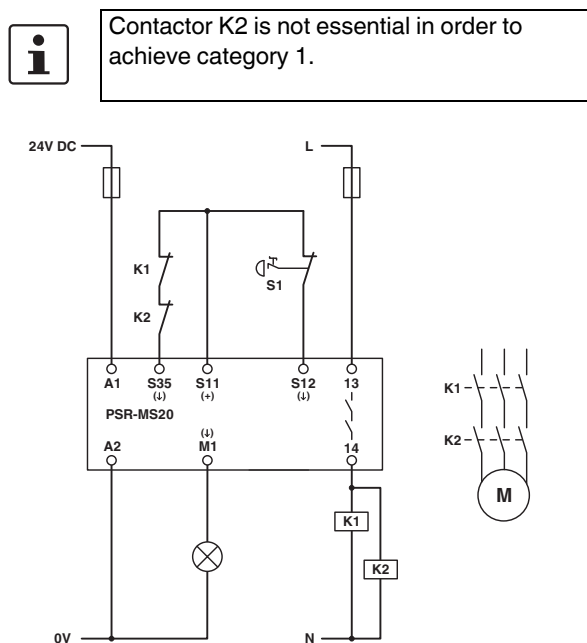 Contactor K2 is not essential in order to
achieve category 1.
24V DC
L
K1
K2
S1
A1 S35 S11 S12 13
(↓) (+) (↓)
PSR-MS20
(↓)
A2 M1 14
K1
K2
M
K1
K2
0V
N